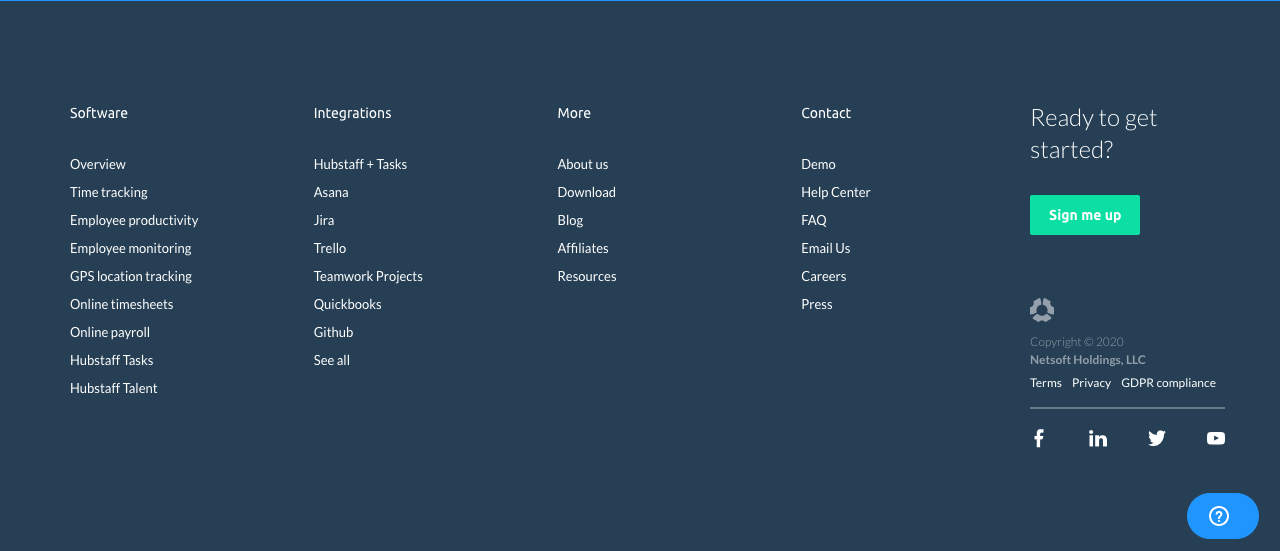 Software
Overview
Time tracking
Employee productivity
Employee monitoring
GPS location tracking
Online timesheets
Online payroll
Hubstaff Tasks
Hubstaff Talent
Integrations
Hubstaff + Tasks
Asana
Jira
Trello
Teamwork Projects
Quickbooks
Github
See all
More
About us
Download
Blog
Affiliates
Resources
Contact
Demo
Help Center
FAQ
Email Us
Careers
Press
Ready to get
started?
Sign me up
Copyright © 2020
Netsoft Holdings, LLC
Terms Privacy GDPR compliance